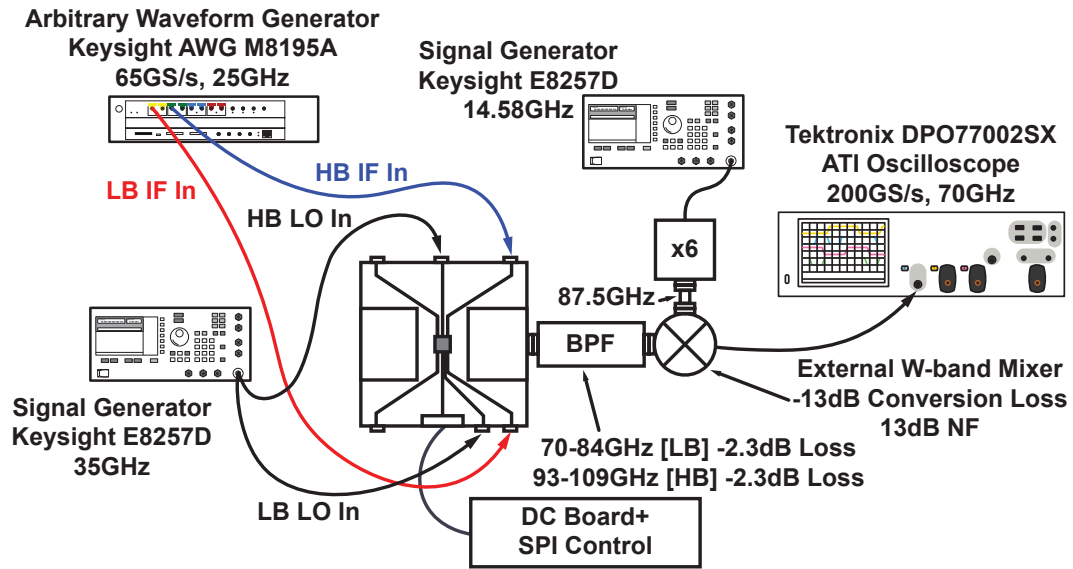 Arbitrary Waveform Generator
Keysight AWG M8195A
65GS/s, 25GHz
Signal Generator
Keysight E8257D
14.58GHz
Tektronix DPO77002SX
ATI Oscilloscope
200GS/s, 70GHz
HB IF In
LB IF In
HB LO In
x6
87.5GHz
BPF
External W-band Mixer
-13dB Conversion Loss
13dB NF
Signal Generator
Keysight E8257D
35GHz
70-84GHz [LB] -2.3dB Loss
93-109GHz [HB] -2.3dB Loss
LB LO In
DC Board+
SPI Control